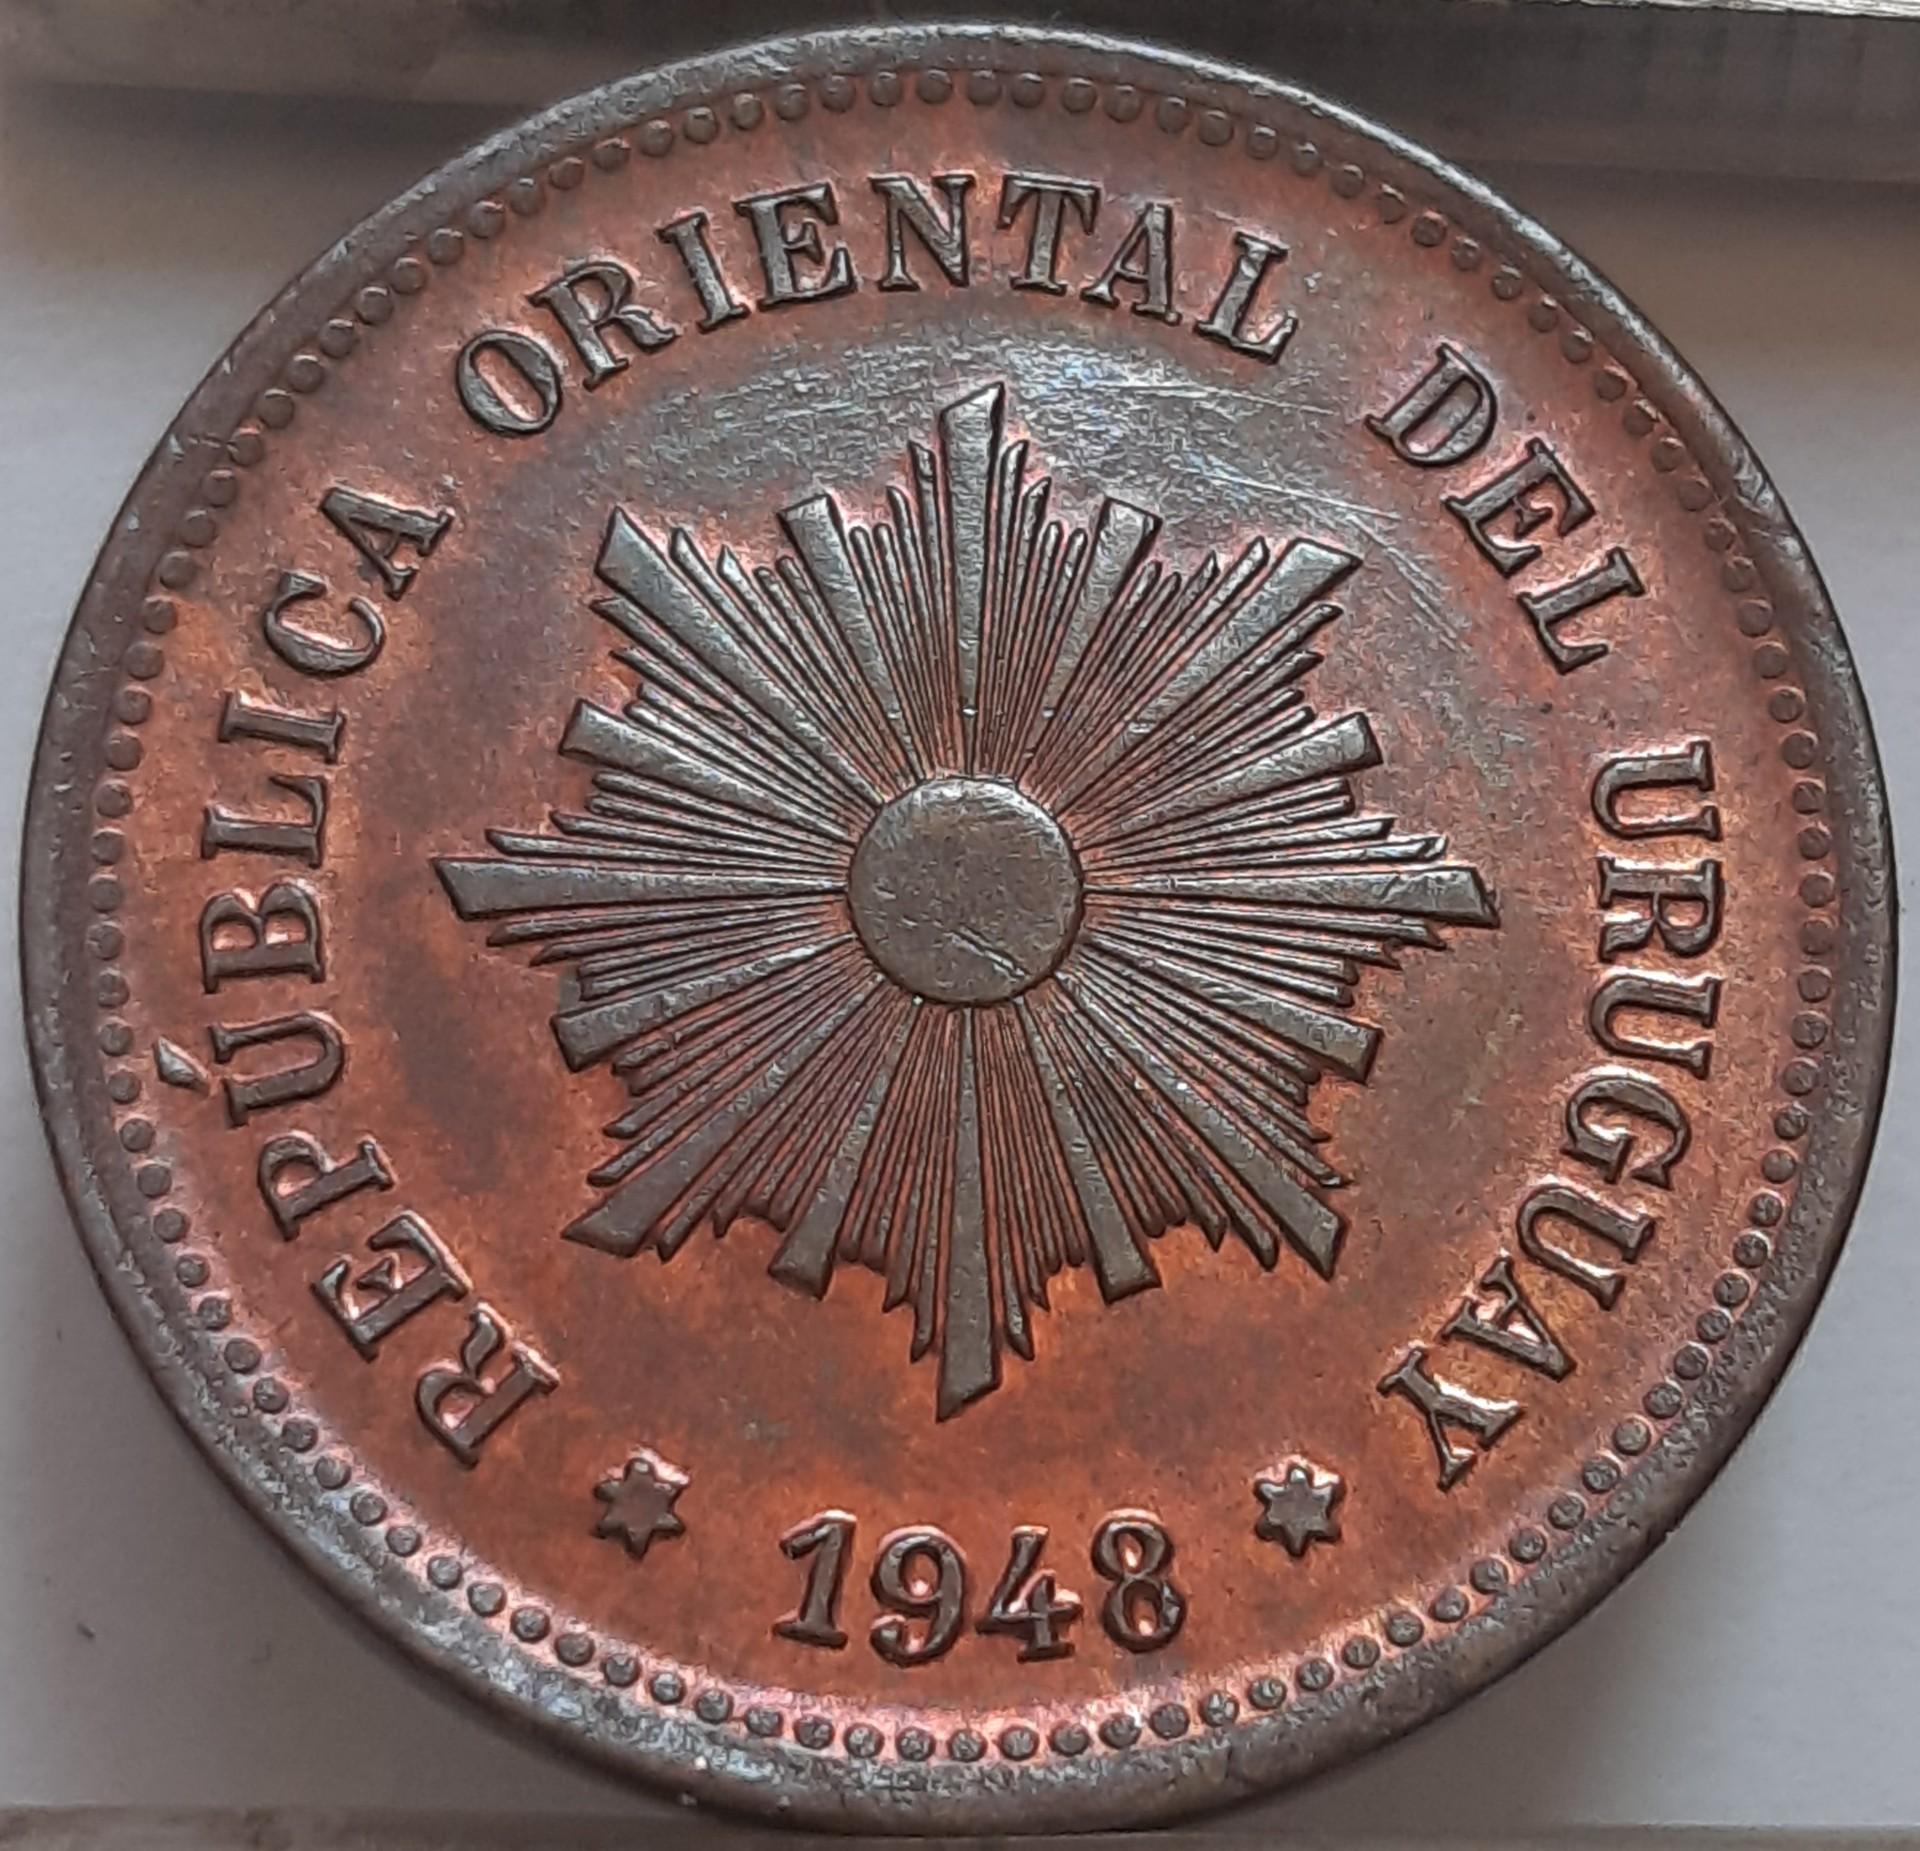 REPÚBLICA ORIENTAL DEL URUGUAY
1948